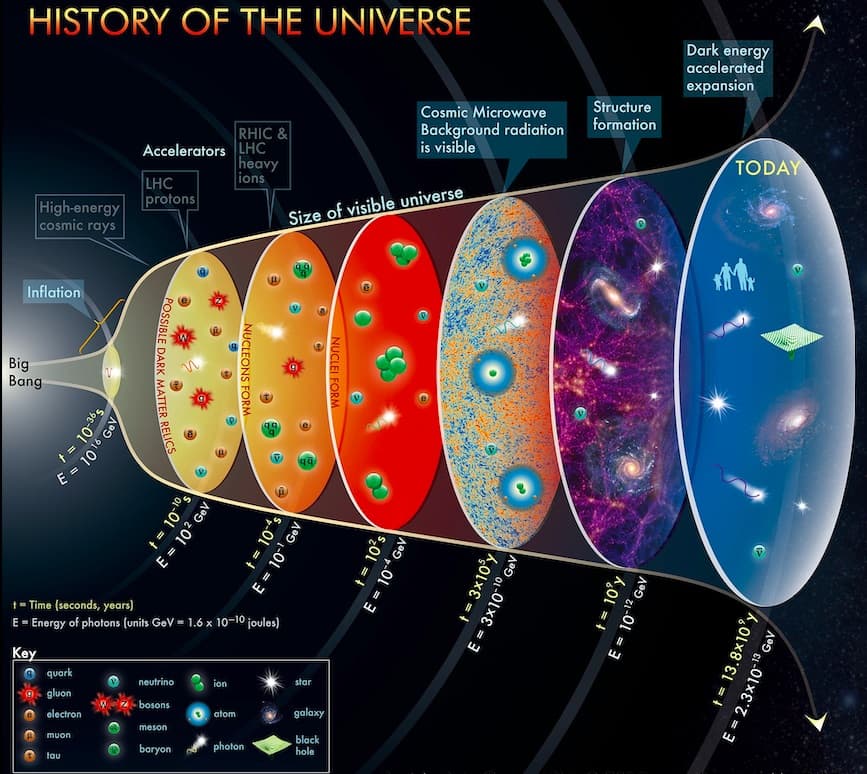 HISTORY OF THE UNIVERSE
Dark energy
accelerated
expansion
Structure
formation
Cosmic Microwave
Background radiation
is visible
RHIC &
LHC
heavy
ions
Accelerators
LHC
protons
High-energy
cosmic rays
Size of visible universe
TODAY
Inflation
Big
Bang
POSSIBLE DARK MATTER RELICS
NUCLEONS FORM
NUCLEI FORM
t = 10⁻³⁶s
E = 10¹⁶ GeV
t = 10⁻¹⁰ s
E = 10² GeV
t = 10⁻⁴ s
E = 10⁻¹ GeV
t = 10² s
E = 10⁻⁴ GeV
t = 3x10⁵y
E = 3x10⁻¹⁰ GeV
t = 10⁹y
E = 10⁻¹² GeV
t = 13.8x10⁹y
E = 2.3x10⁻¹³ GeV
t = Time (seconds, years)
E = Energy of photons (units GeV = 1.6 x 10⁻¹⁰ joules)
Key
q quark
g gluon
e electron
μ muon
τ tau
ν neutrino
W Z bosons
meson
baryon
ion
atom
photon
star
galaxy
black
hole